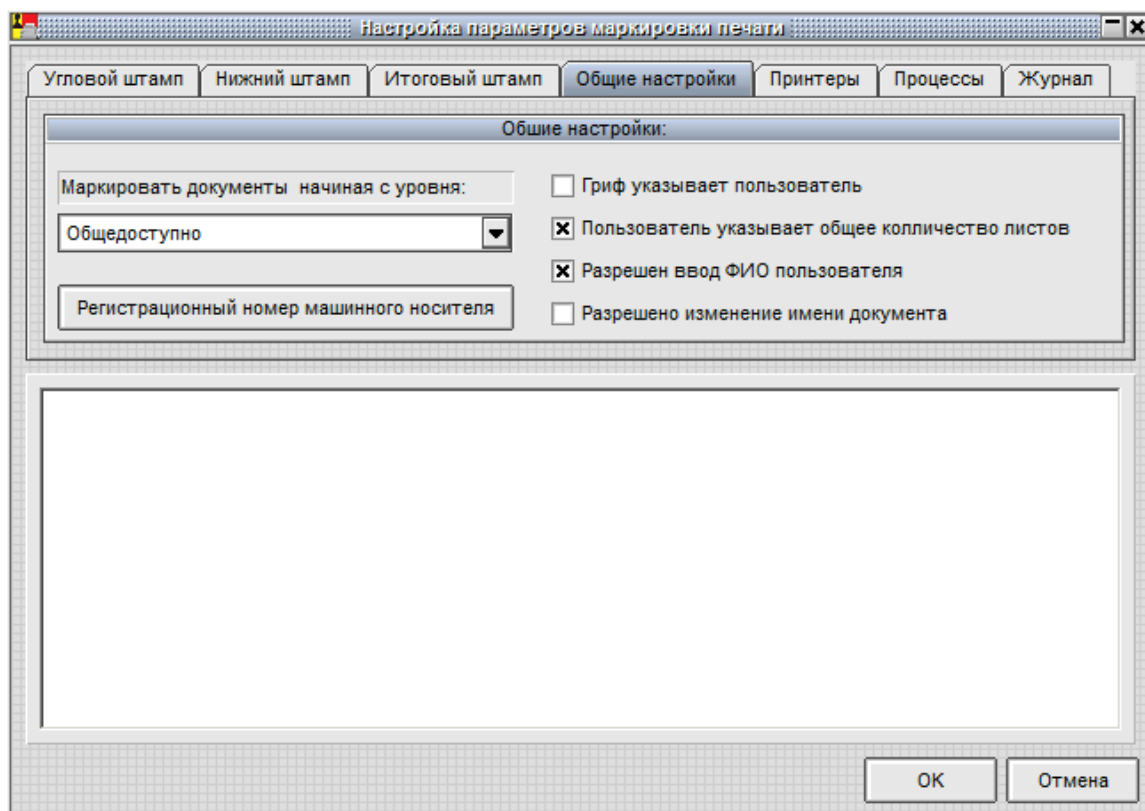 Настройка параметров маркировки печати
Угловой штамп Нижний штамп Итоговый штамп Общие настройки Принтеры Процессы Журнал
Обшие настройки:
Маркировать документы начиная с уровня:
Общедоступно
Регистрационный номер машинного носителя
Гриф указывает пользователь
Пользователь указывает общее колличество листов
Разрешен ввод ФИО пользователя
Разрешено изменение имени документа
OK Отмена